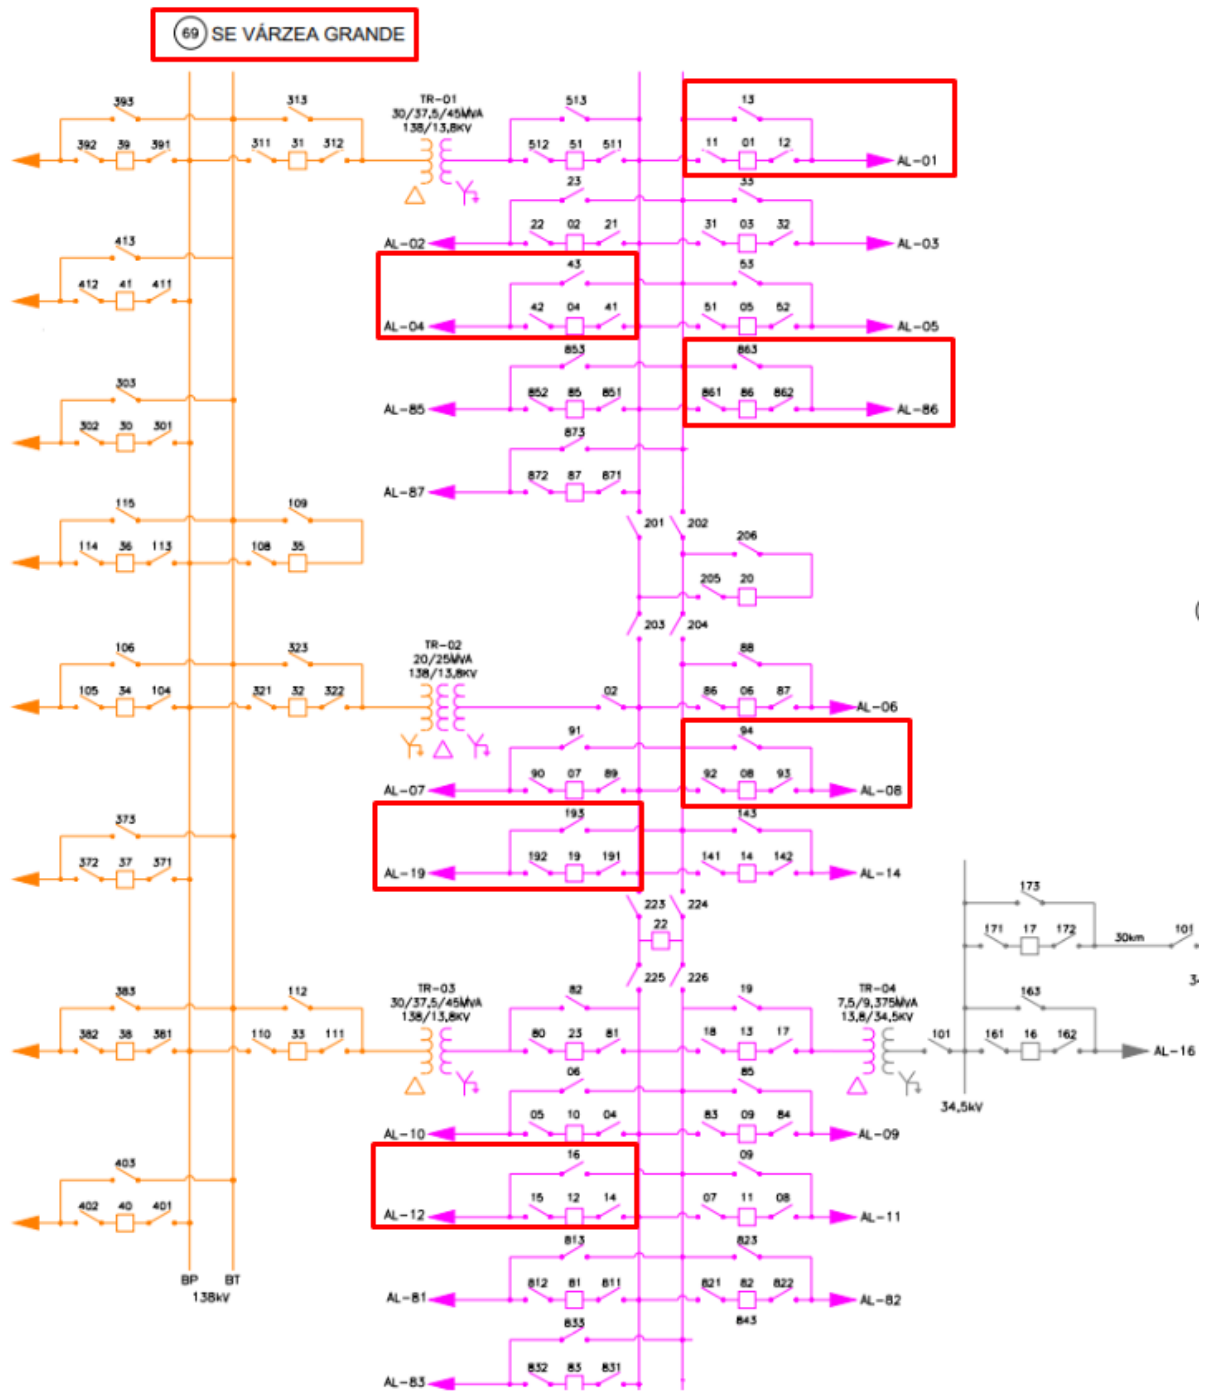 69 SE VÁRZEA GRANDE
393 313 TR-01 513 13
30/37,5/45MVA
138/13,8KV
392 39 391 311 31 312 512 51 511 11 01 12 AL-01
23 33
AL-02 22 02 21 31 03 32 AL-03
413 43 53
412 41 411 AL-04 42 04 41 51 05 52 AL-05
853 863
303 AL-85 852 85 851 861 86 862 AL-86
302 30 301 873
AL-87 872 87 871
115 109 201 202
206
114 36 113 108 35
205 20
203 204
106 323 TR-02 88
20/25MVA
138/13,8KV
105 34 104 321 32 322 02 86 06 87 AL-06
91 94
AL-07 90 07 89 92 08 93 AL-08
373 193 143
372 37 371 AL-19 192 19 191 141 14 142 AL-14
173
223 224
22 171 17 172 30km 101
225 226
383 112 TR-03 82 19 TR-04 163
30/37,5/45MVA 7,5/9,375MVA
138/13,8KV 13,8/34,5KV
382 38 381 110 33 111 80 23 81 18 13 17 101 161 16 162 AL-16
06 85
34,5kV
AL-10 05 10 04 83 09 84 AL-09
403 16 09
402 40 401 AL-12 15 12 14 07 11 08 AL-11
813 823
BP BT
138kV
AL-81 812 81 811 821 82 822 AL-82
843
833
AL-83 832 83 831